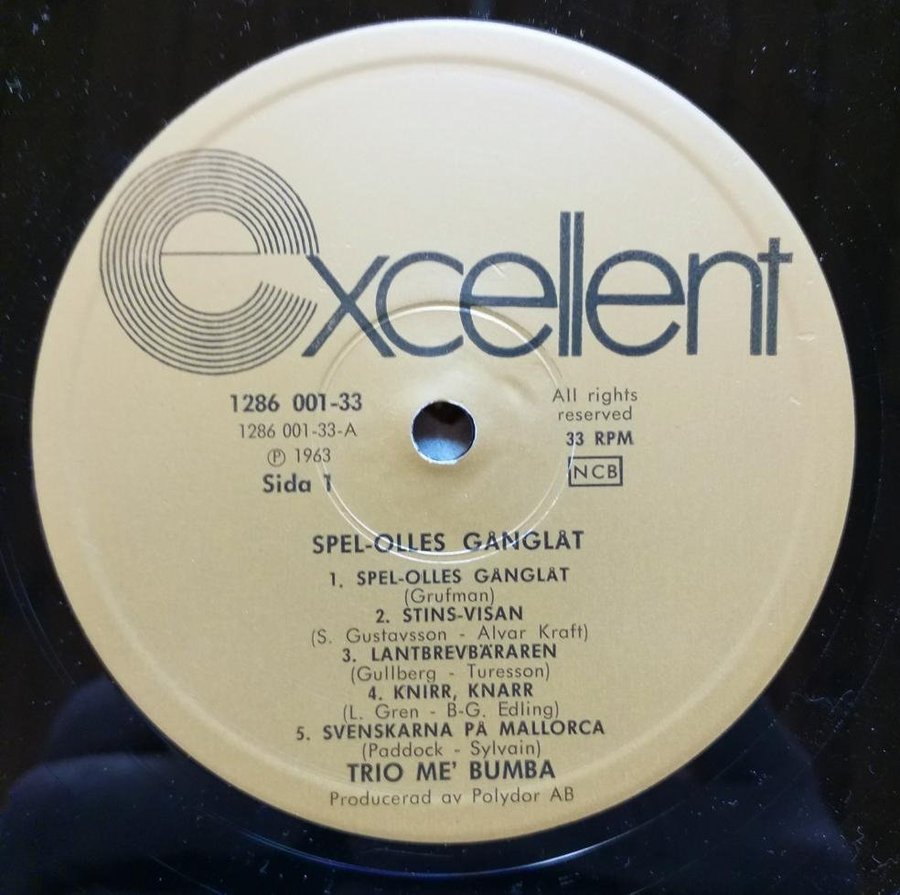 excellent
1286 001-33
1286 001-33-A
Ⓟ 1963
Sida 1
All rights
reserved
33 RPM
NCB
SPEL-OLLES GÅNGLÅT
1. SPEL-OLLES GÅNGLÅT
(Grufman)
2. STINS-VISAN
(S. Gustavsson - Alvar Kraft)
3. LANTBREVBÄRAREN
(Gullberg - Turesson)
4. KNIRR, KNARR
(L. Gren - B-G. Edling)
5. SVENSKARNA PÅ MALLORCA
(Paddock - Sylvain)
TRIO ME' BUMBA
Producerad av Polydor AB